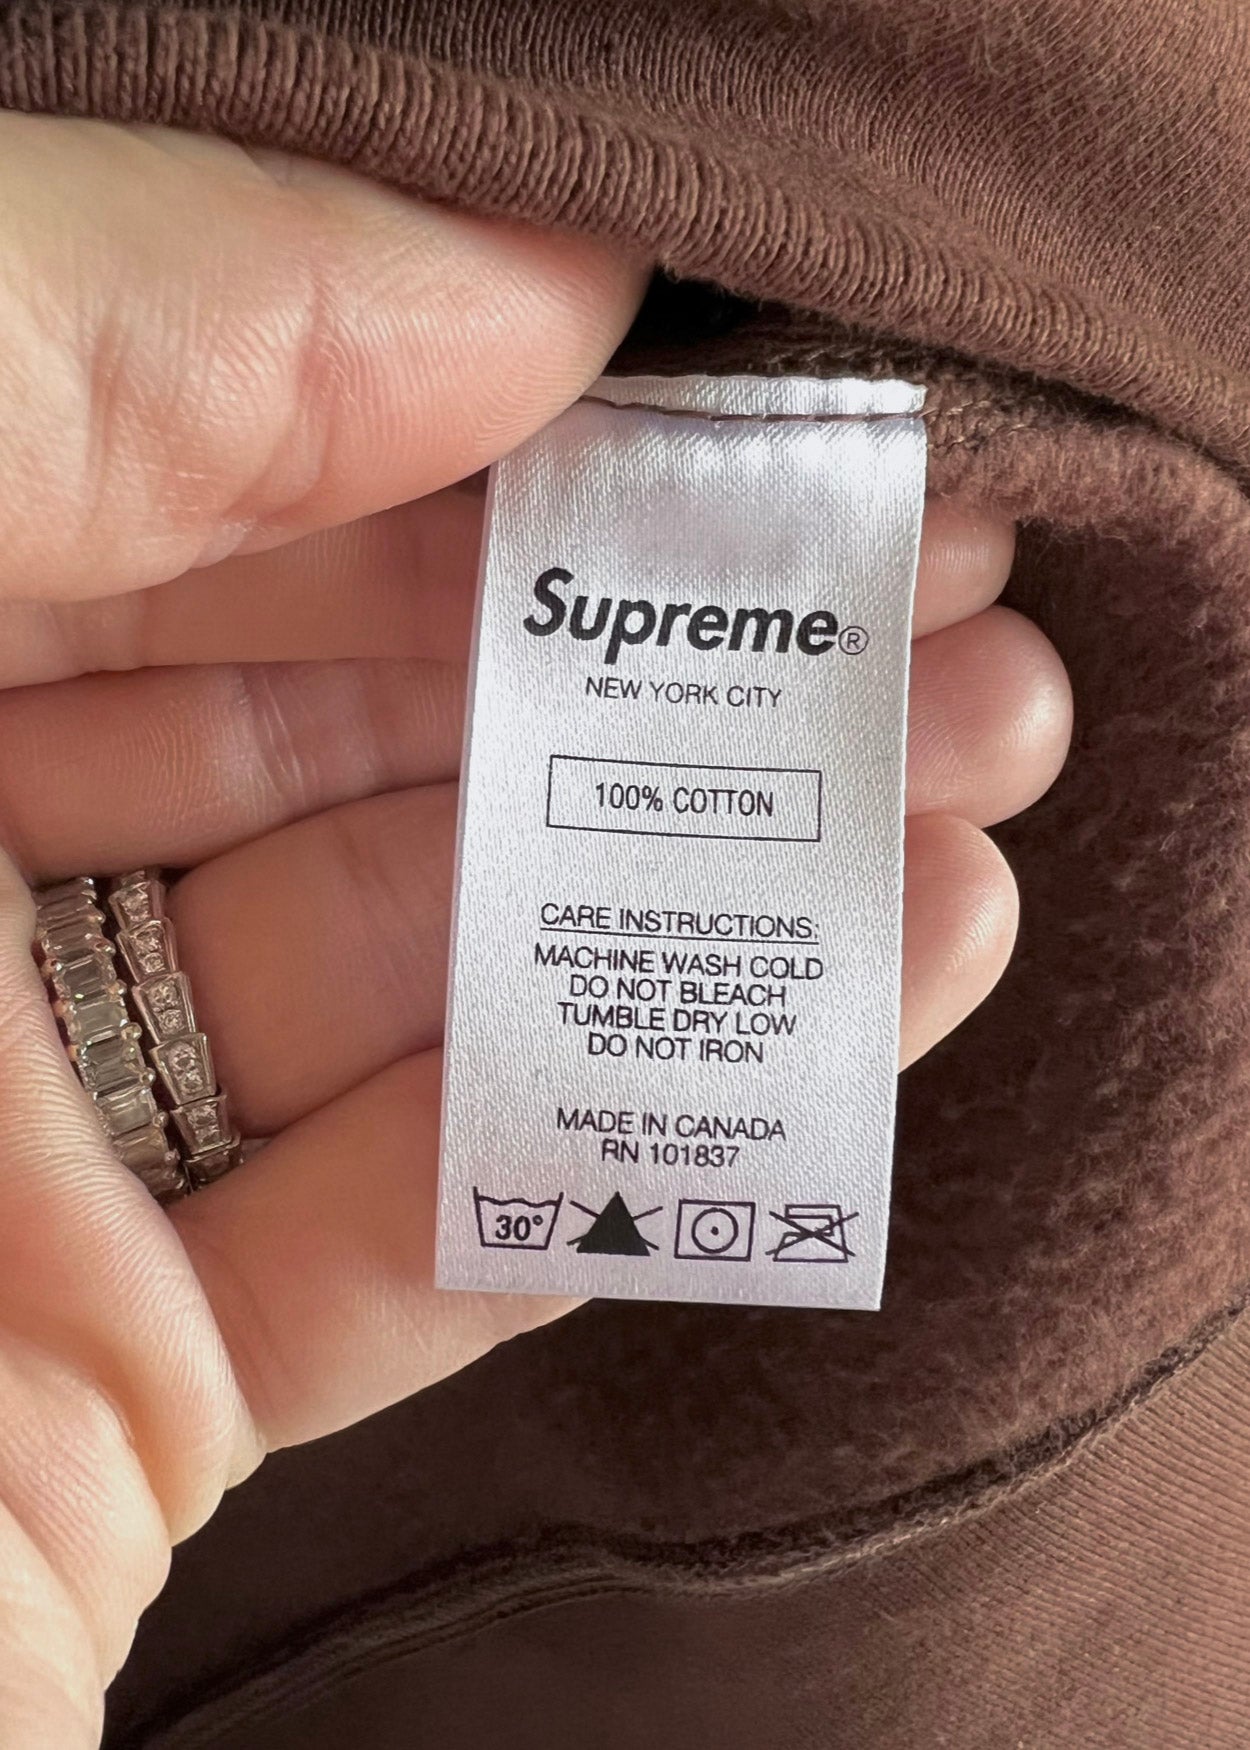 Supreme®
NEW YORK CITY
100% COTTON
CARE INSTRUCTIONS:
MACHINE WASH COLD
DO NOT BLEACH
TUMBLE DRY LOW
DO NOT IRON
MADE IN CANADA
RN 101837
30°